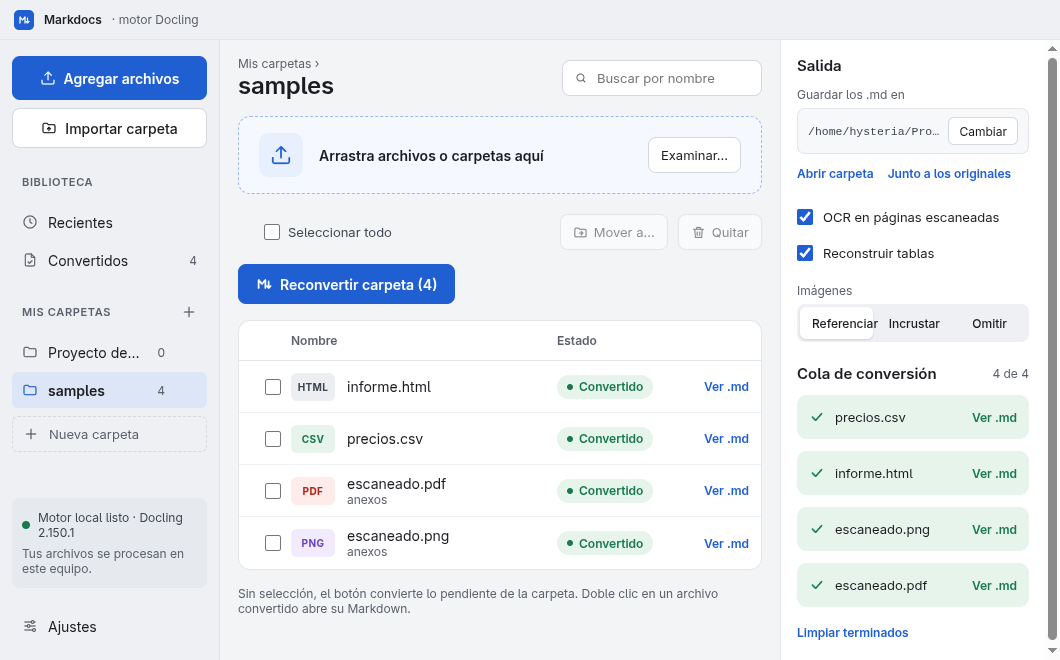 Markdocs · motor Docling
Agregar archivos
Importar carpeta
BIBLIOTECA
Recientes
Convertidos 4
MIS CARPETAS
Proyecto de... 0
samples 4
Nueva carpeta
Motor local listo · Docling
2.150.1
Tus archivos se procesan en
este equipo.
Ajustes
Mis carpetas ›
samples
Buscar por nombre
Arrastra archivos o carpetas aquí
Examinar...
Seleccionar todo
Mover a...
Quitar
Reconvertir carpeta (4)
Nombre Estado
HTML informe.html Convertido Ver .md
CSV precios.csv Convertido Ver .md
PDF escaneado.pdf Convertido Ver .md
anexos
PNG escaneado.png Convertido Ver .md
anexos
Sin selección, el botón convierte lo pendiente de la carpeta. Doble clic en un archivo
convertido abre su Markdown.
Salida
Guardar los .md en
/home/hysteria/Pro… Cambiar
Abrir carpeta Junto a los originales
OCR en páginas escaneadas
Reconstruir tablas
Imágenes
Referenciar Incrustar Omitir
Cola de conversión 4 de 4
precios.csv Ver .md
informe.html Ver .md
escaneado.png Ver .md
escaneado.pdf Ver .md
Limpiar terminados